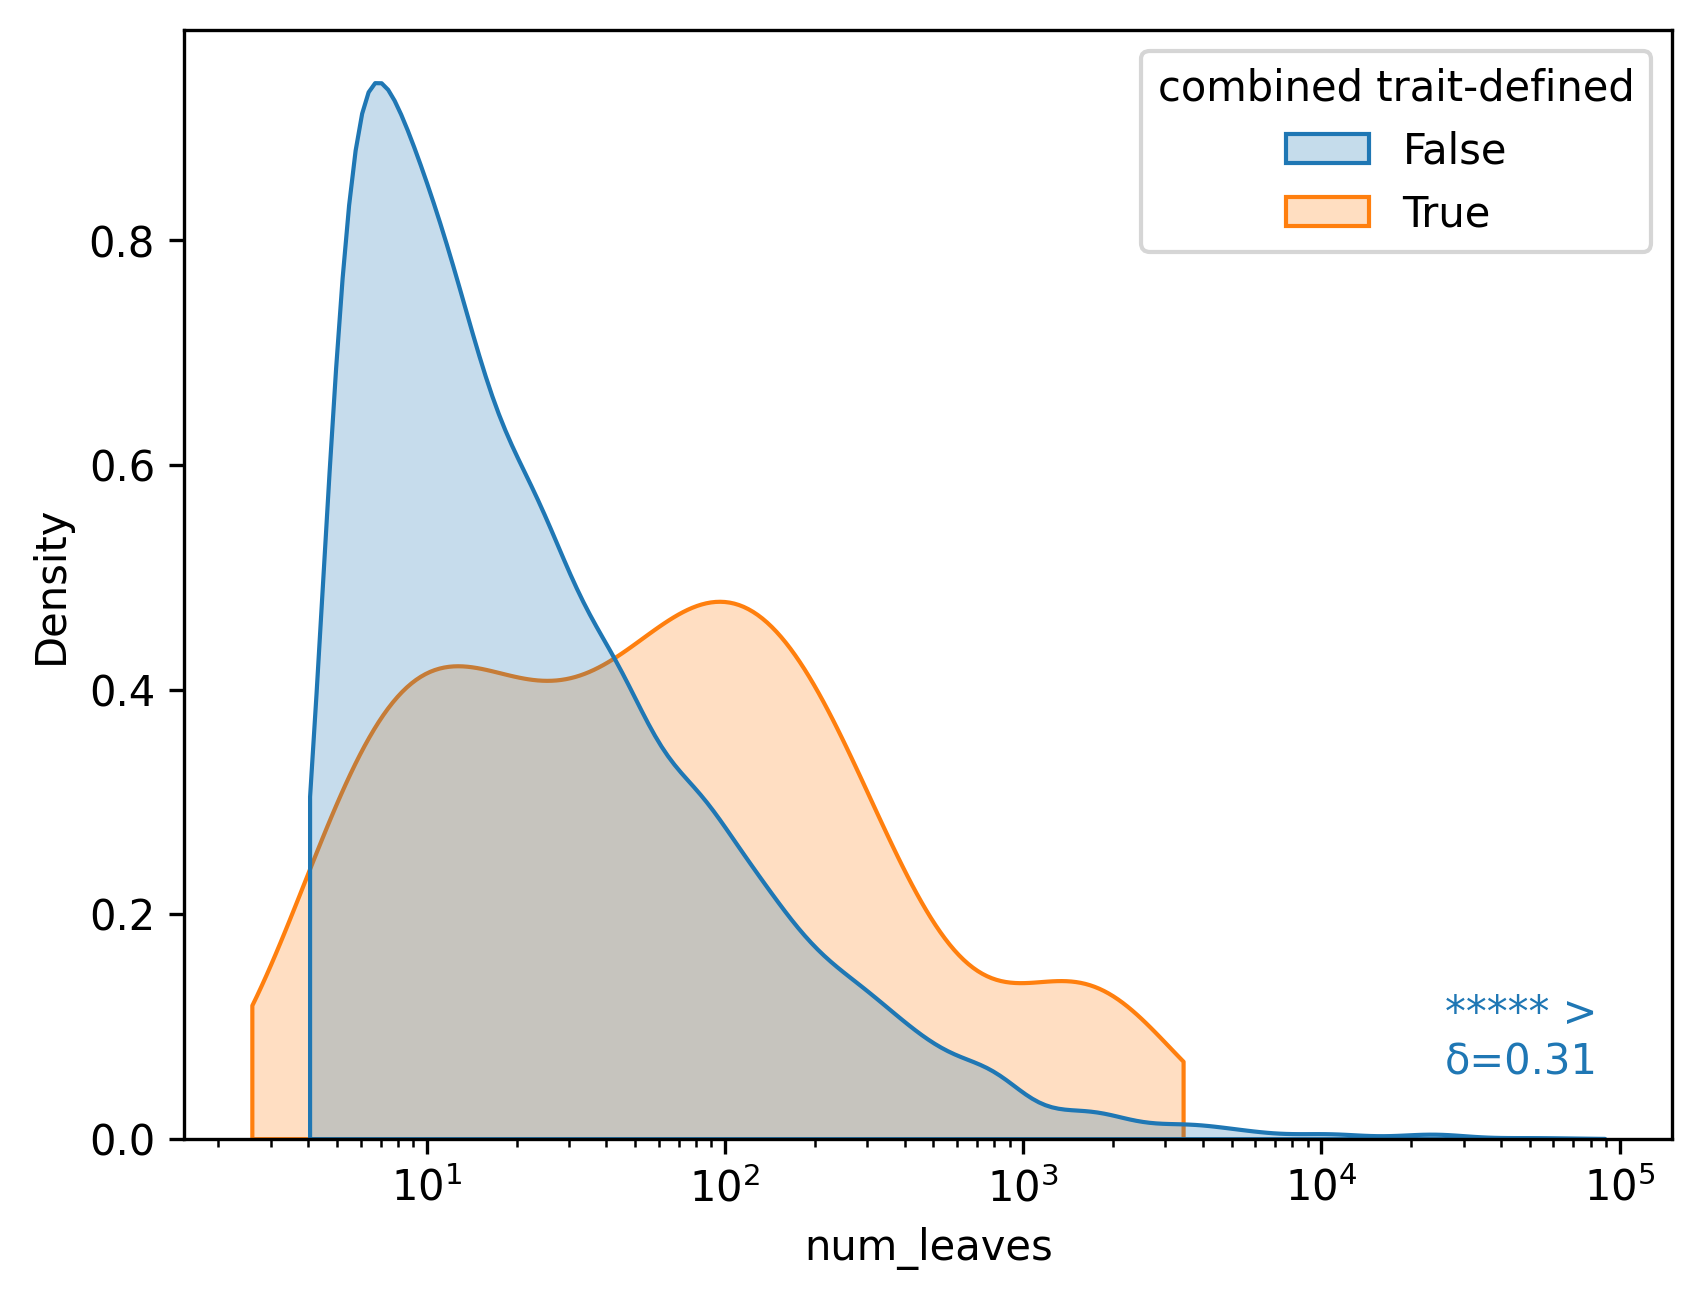 combined trait-defined
False
True
Density
0.8
0.6
0.4
0.2
0.0
***** >
δ=0.31
10¹ 10² 10³ 10⁴ 10⁵
num_leaves